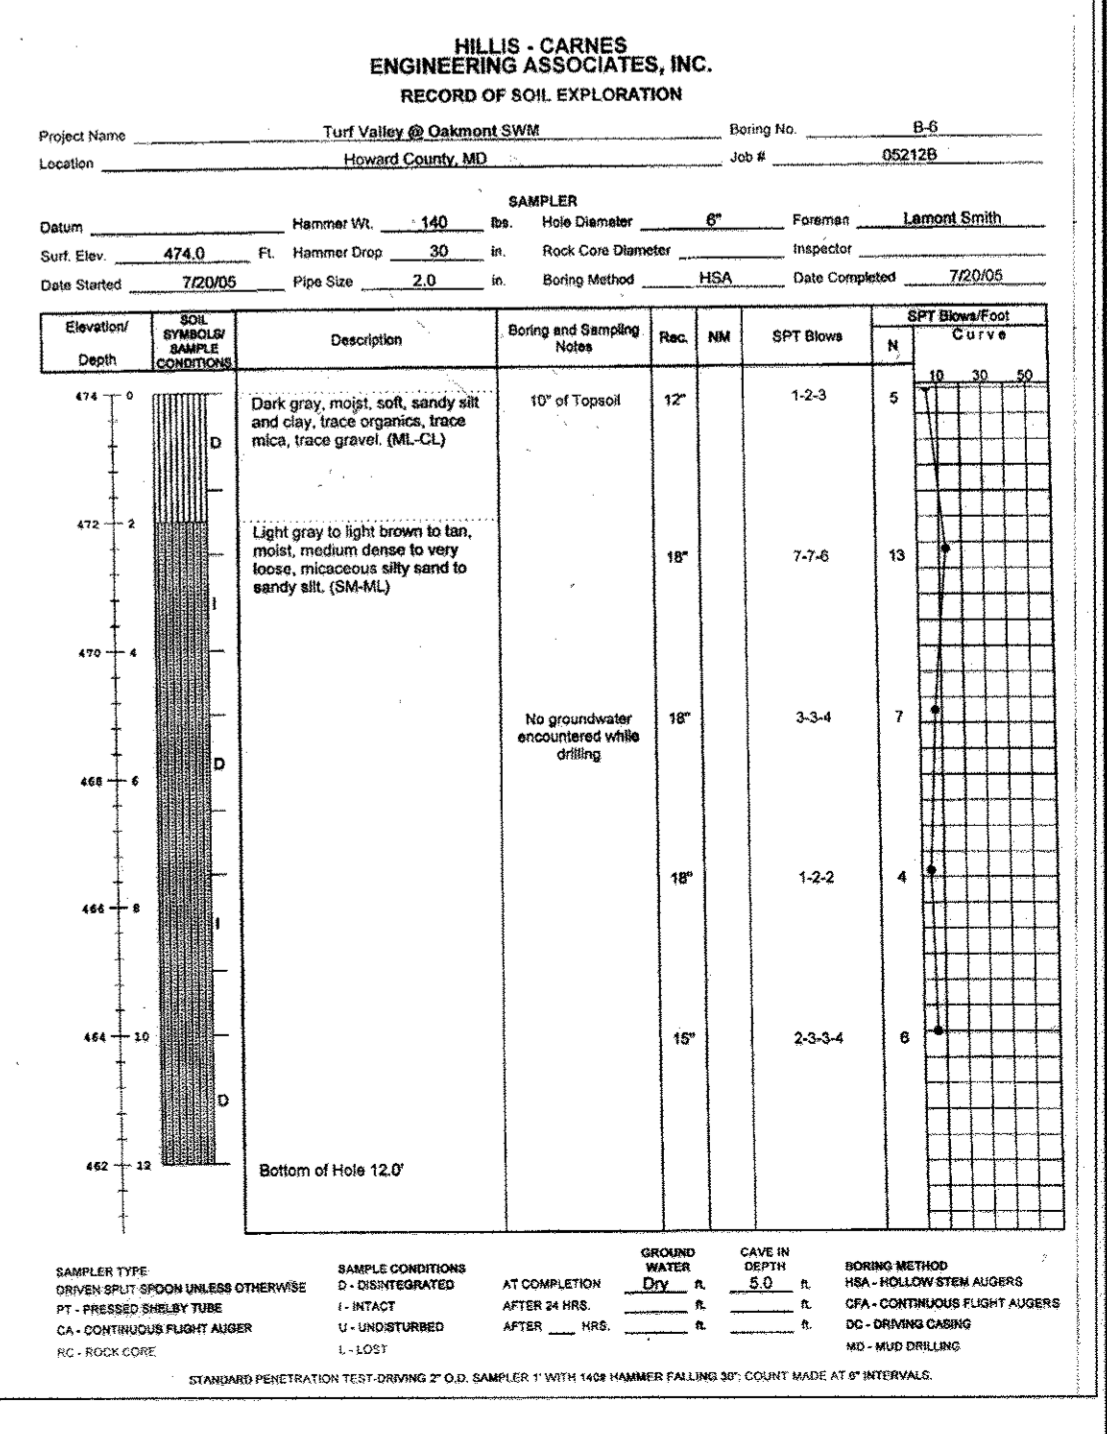 HILLIS - CARNES
ENGINEERING ASSOCIATES, INC.
RECORD OF SOIL EXPLORATION
Project Name Turf Valley @ Oakmont SWM Boring No. B-6
Location Howard County, MD Job # 05212B
SAMPLER
Datum Hammer Wt. 140 lbs. Hole Diameter 6" Foreman Lamont Smith
Surf. Elev. 474.0 Ft. Hammer Drop 30 in. Rock Core Diameter Inspector
Date Started 7/20/05 Pipe Size 2.0 in. Boring Method HSA Date Completed 7/20/05
Elevation/ Depth SOIL SYMBOLS/ SAMPLE CONDITIONS Description Boring and Sampling Notes Rec. NM SPT Blows N SPT Blows/Foot Curve
10 30 50
474 0 Dark gray, moist, soft, sandy silt 10" of Topsoil 12" 1-2-3 5
and clay, trace organics, trace
D mica, trace gravel. (ML-CL)
472 2 Light gray to light brown to tan,
moist, medium dense to very 18" 7-7-6 13
loose, micaceous silty sand to
sandy silt. (SM-ML)
I
470 4
No groundwater 18" 3-3-4 7
encountered while
drilling
D
468 6
18" 1-2-2 4
466 8
I
464 10 15" 2-3-3-4 6
D
462 12 Bottom of Hole 12.0'
GROUND WATER CAVE IN DEPTH
SAMPLER TYPE SAMPLE CONDITIONS BORING METHOD
DRIVEN SPLIT SPOON UNLESS OTHERWISE D - DISINTEGRATED AT COMPLETION Dry ft. 5.0 ft. HSA - HOLLOW STEM AUGERS
PT - PRESSED SHELBY TUBE I - INTACT AFTER 24 HRS. ft. ft. CFA - CONTINUOUS FLIGHT AUGERS
CA - CONTINUOUS FLIGHT AUGER U - UNDISTURBED AFTER HRS. ft. ft. DC - DRIVING CASING
RC - ROCK CORE L - LOST MD - MUD DRILLING
STANDARD PENETRATION TEST-DRIVING 2" O.D. SAMPLER 1' WITH 140# HAMMER FALLING 30"; COUNT MADE AT 6" INTERVALS.